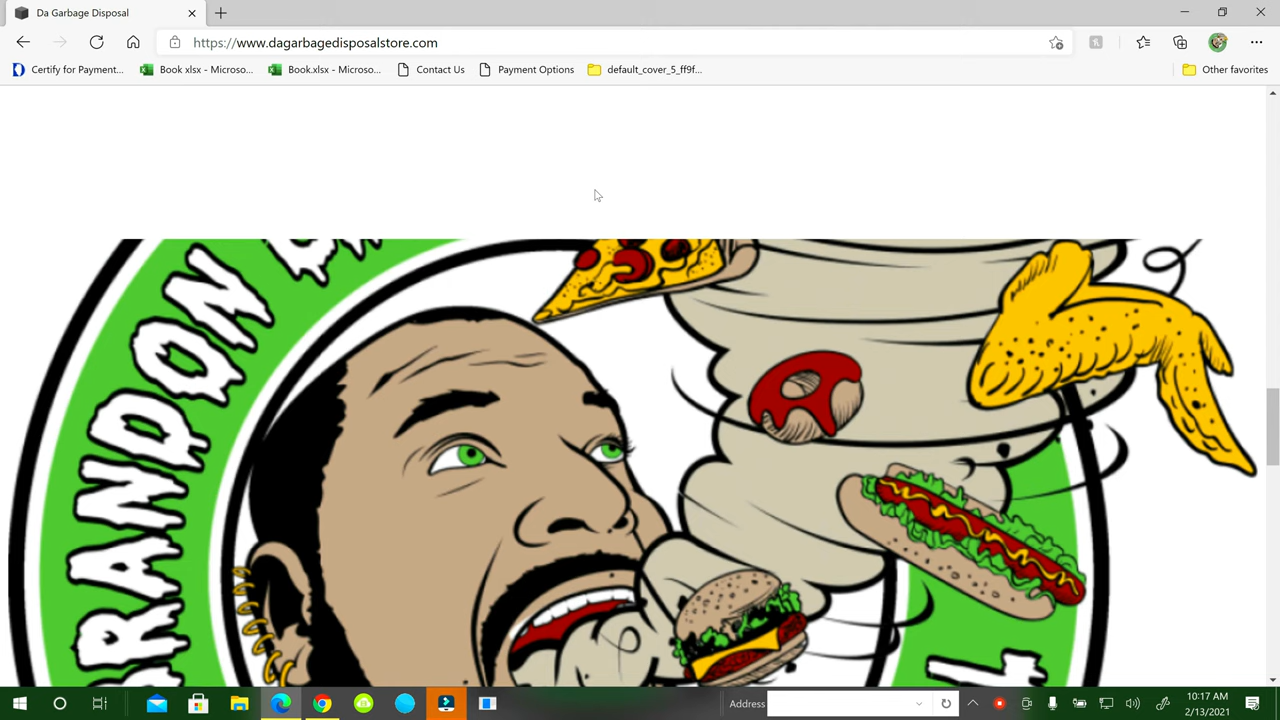 Da Garbage Disposal
https://www.dagarbagedisposalstore.com
Certify for Payment...
Book xlsx - Microso...
Book.xlsx - Microso...
Contact Us
Payment Options
default_cover_5_ff9f...
Other favorites
BRANDON
Address
10:17 AM
2/13/2021